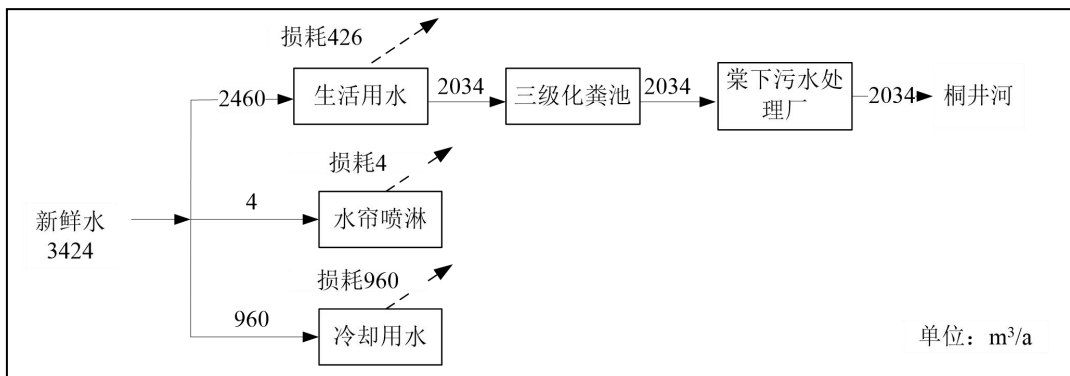 损耗426
2460
生活用水
2034
三级化粪池
2034
棠下污水处
理厂
2034
桐井河
损耗4
新鲜水
3424
4
水帘喷淋
损耗960
960
冷却用水
单位：m³/a